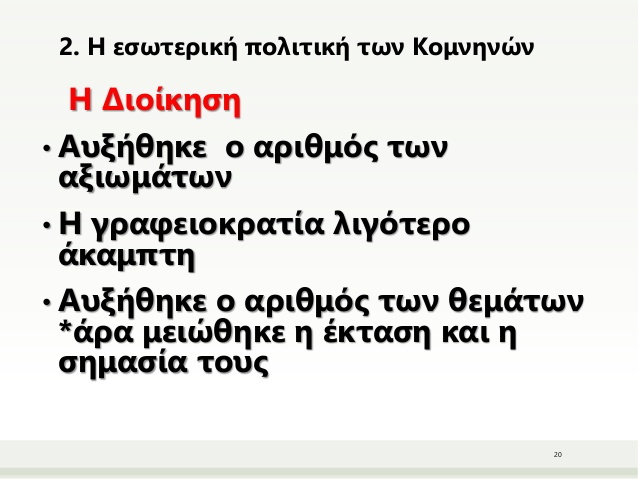 2. Η εσωτερική πολιτική των Κομνηνών
Η Διοίκηση
• Αυξήθηκε ο αριθμός των
αξιωμάτων
• Η γραφειοκρατία λιγότερο
άκαμπτη
• Αυξήθηκε ο αριθμός των θεμάτων
*άρα μειώθηκε η έκταση και η
σημασία τους
20